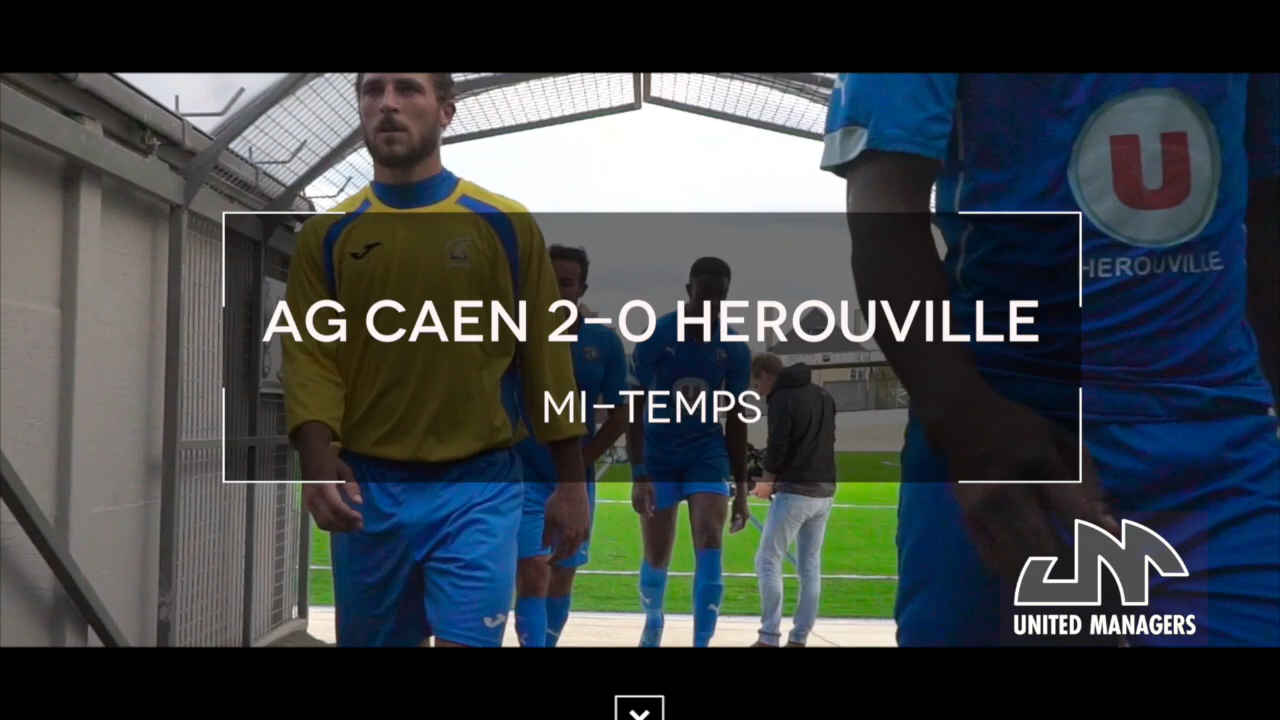 U
HEROUVILLE
AG CAEN 2-0 HEROUVILLE
MI-TEMPS
UNITED MANAGERS